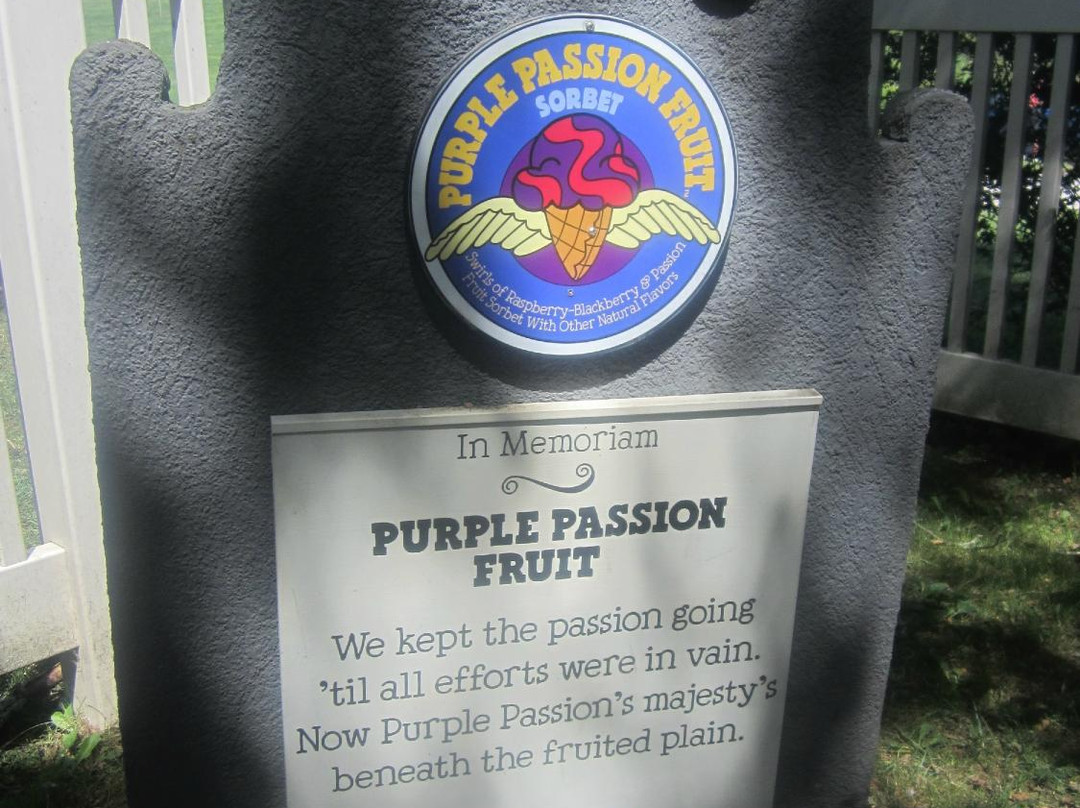 PURPLE PASSION FRUIT™
SORBET
Swirls of Raspberry-Blackberry & Passion
Fruit Sorbet With Other Natural Flavors
In Memoriam
PURPLE PASSION
FRUIT
We kept the passion going
'til all efforts were in vain.
Now Purple Passion's majesty's
beneath the fruited plain.